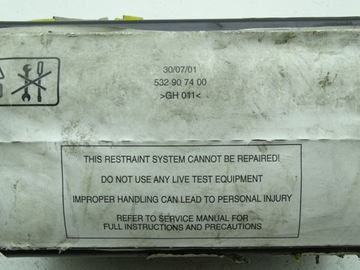 30/07/01
532 90 74 00
>GH 011<
THIS RESTRAINT SYSTEM CANNOT BE REPAIRED!
DO NOT USE ANY LIVE TEST EQUIPMENT
IMPROPER HANDLING CAN LEAD TO PERSONAL INJURY
REFER TO SERVICE MANUAL FOR
FULL INSTRUCTIONS AND PRECAUTIONS